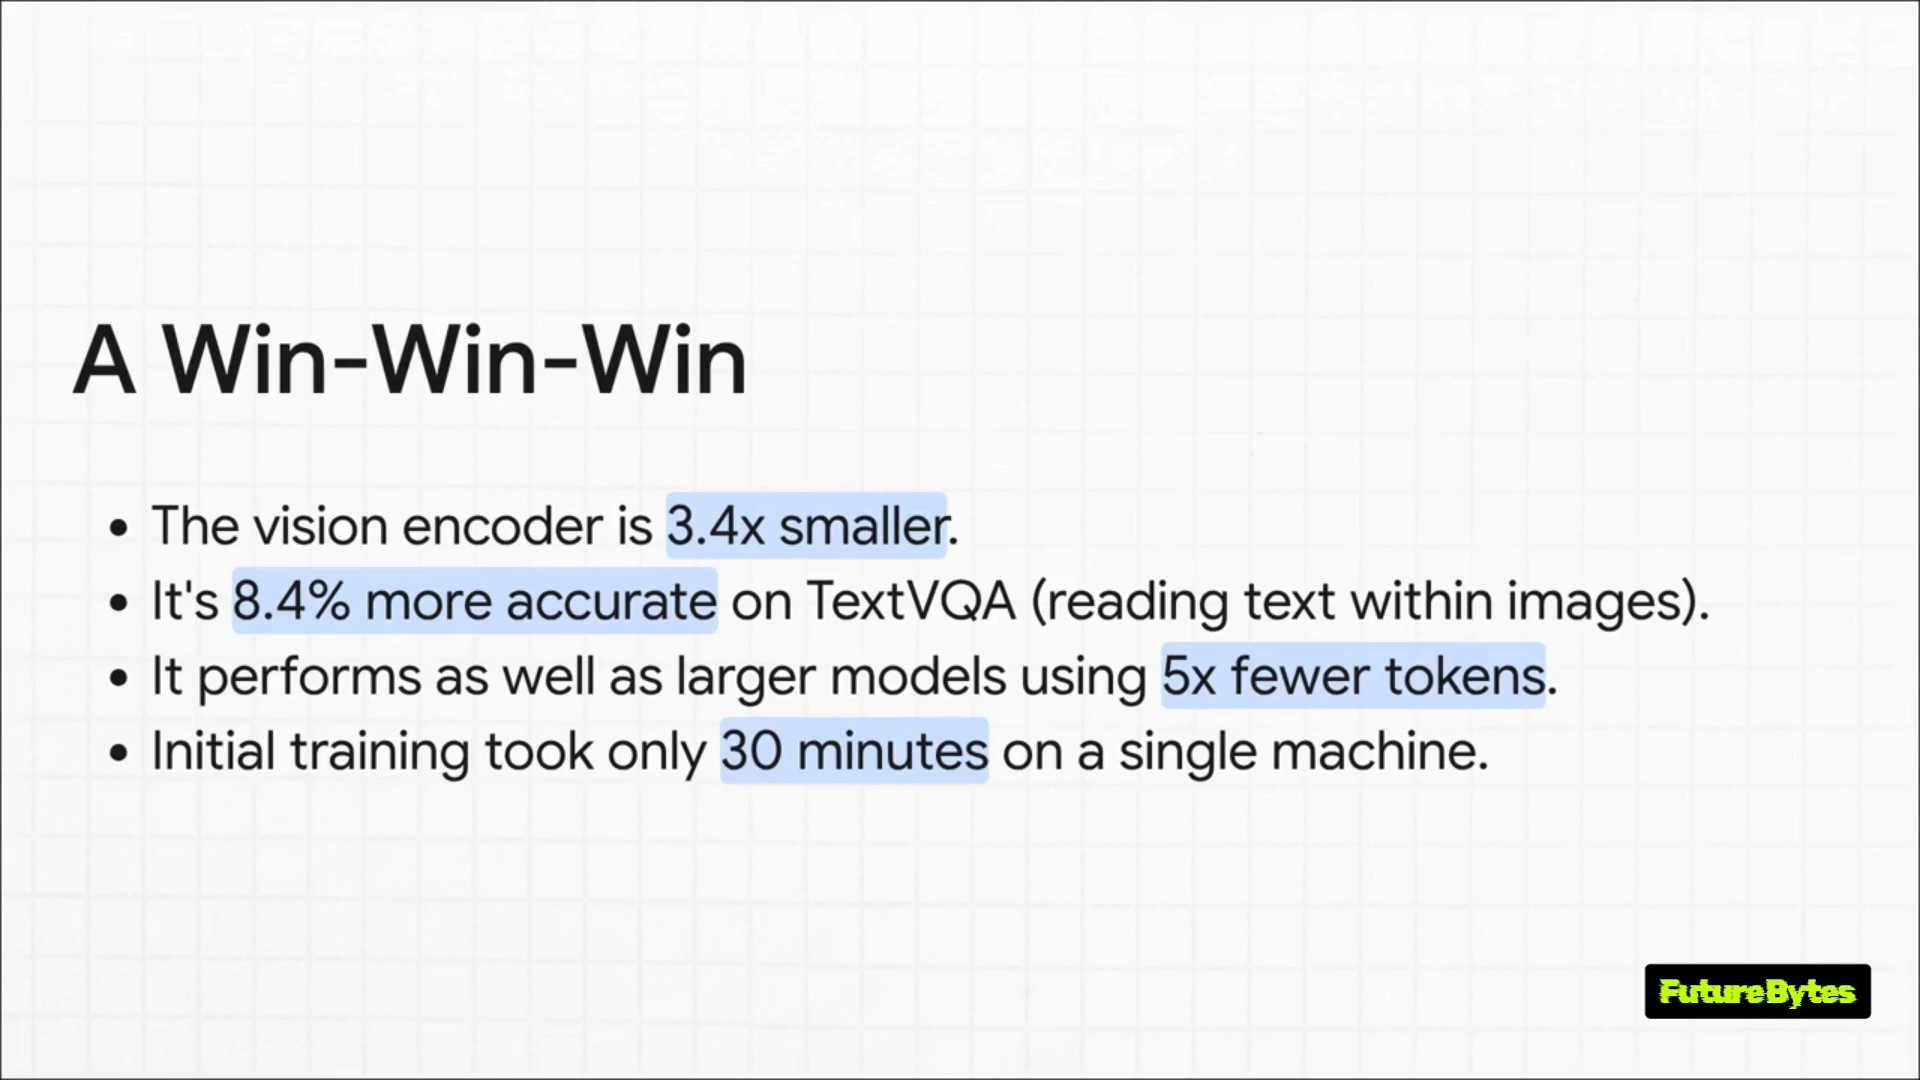 A Win-Win-Win
• The vision encoder is 3.4x smaller.
• It's 8.4% more accurate on TextVQA (reading text within images).
• It performs as well as larger models using 5x fewer tokens.
• Initial training took only 30 minutes on a single machine.
FutureBytes